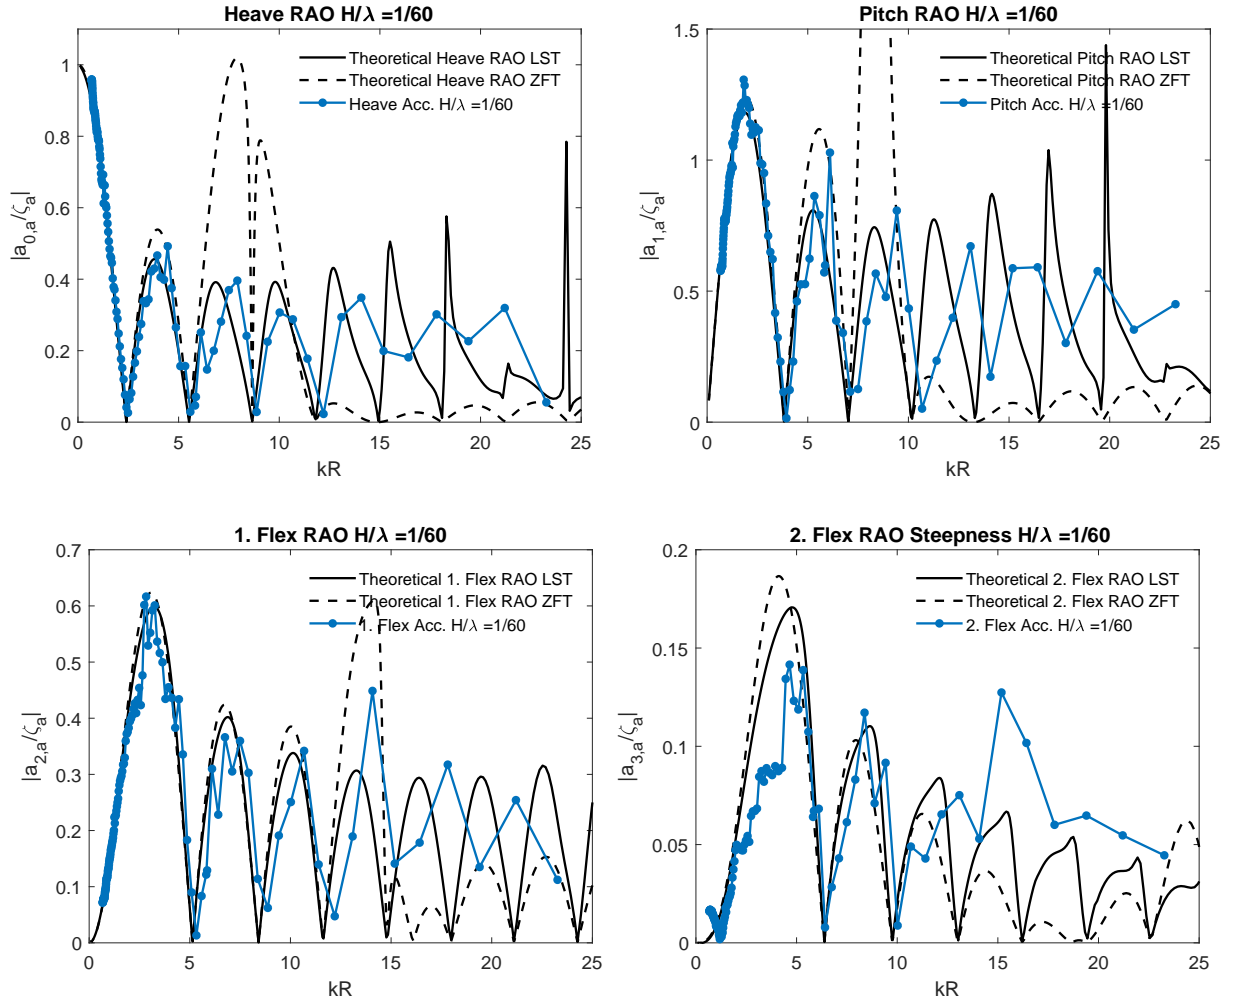 Heave RAO H/λ =1/60
Theoretical Heave RAO LST
Theoretical Heave RAO ZFT
Heave Acc. H/λ =1/60
|a0,a/ζa|
0
0.2
0.4
0.6
0.8
1
0 5 10 15 20 25
kR
Pitch RAO H/λ =1/60
Theoretical Pitch RAO LST
Theoretical Pitch RAO ZFT
Pitch Acc. H/λ =1/60
|a1,a/ζa|
0
0.5
1
1.5
0 5 10 15 20 25
kR
1. Flex RAO H/λ =1/60
Theoretical 1. Flex RAO LST
Theoretical 1. Flex RAO ZFT
1. Flex Acc. H/λ =1/60
|a2,a/ζa|
0
0.1
0.2
0.3
0.4
0.5
0.6
0.7
0 5 10 15 20 25
kR
2. Flex RAO Steepness H/λ =1/60
Theoretical 2. Flex RAO LST
Theoretical 2. Flex RAO ZFT
2. Flex Acc. H/λ =1/60
|a3,a/ζa|
0
0.05
0.1
0.15
0.2
0 5 10 15 20 25
kR